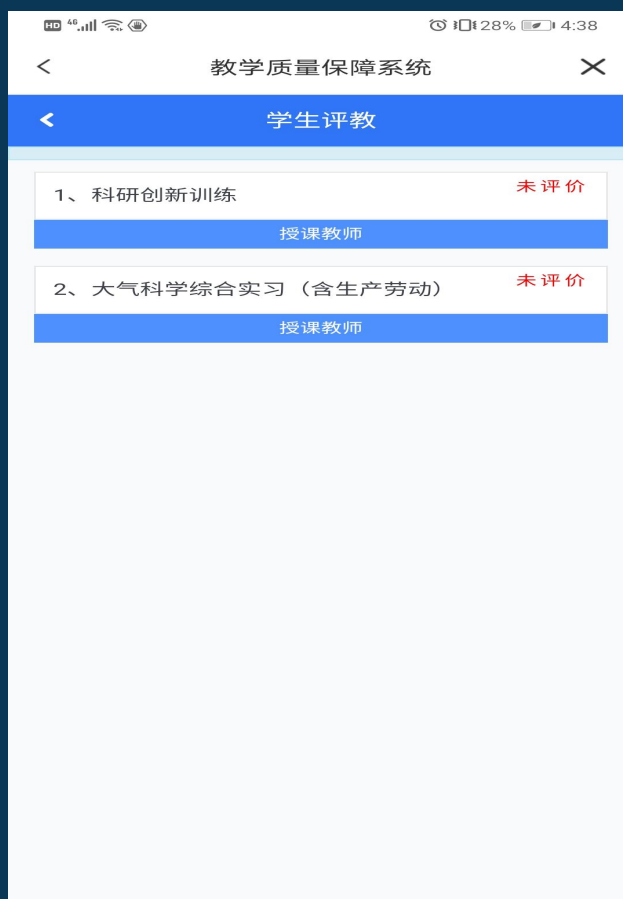 HD 46 28% 4:38
教学质量保障系统
学生评教
1、科研创新训练 未评价
授课教师
2、大气科学综合实习（含生产劳动） 未评价
授课教师